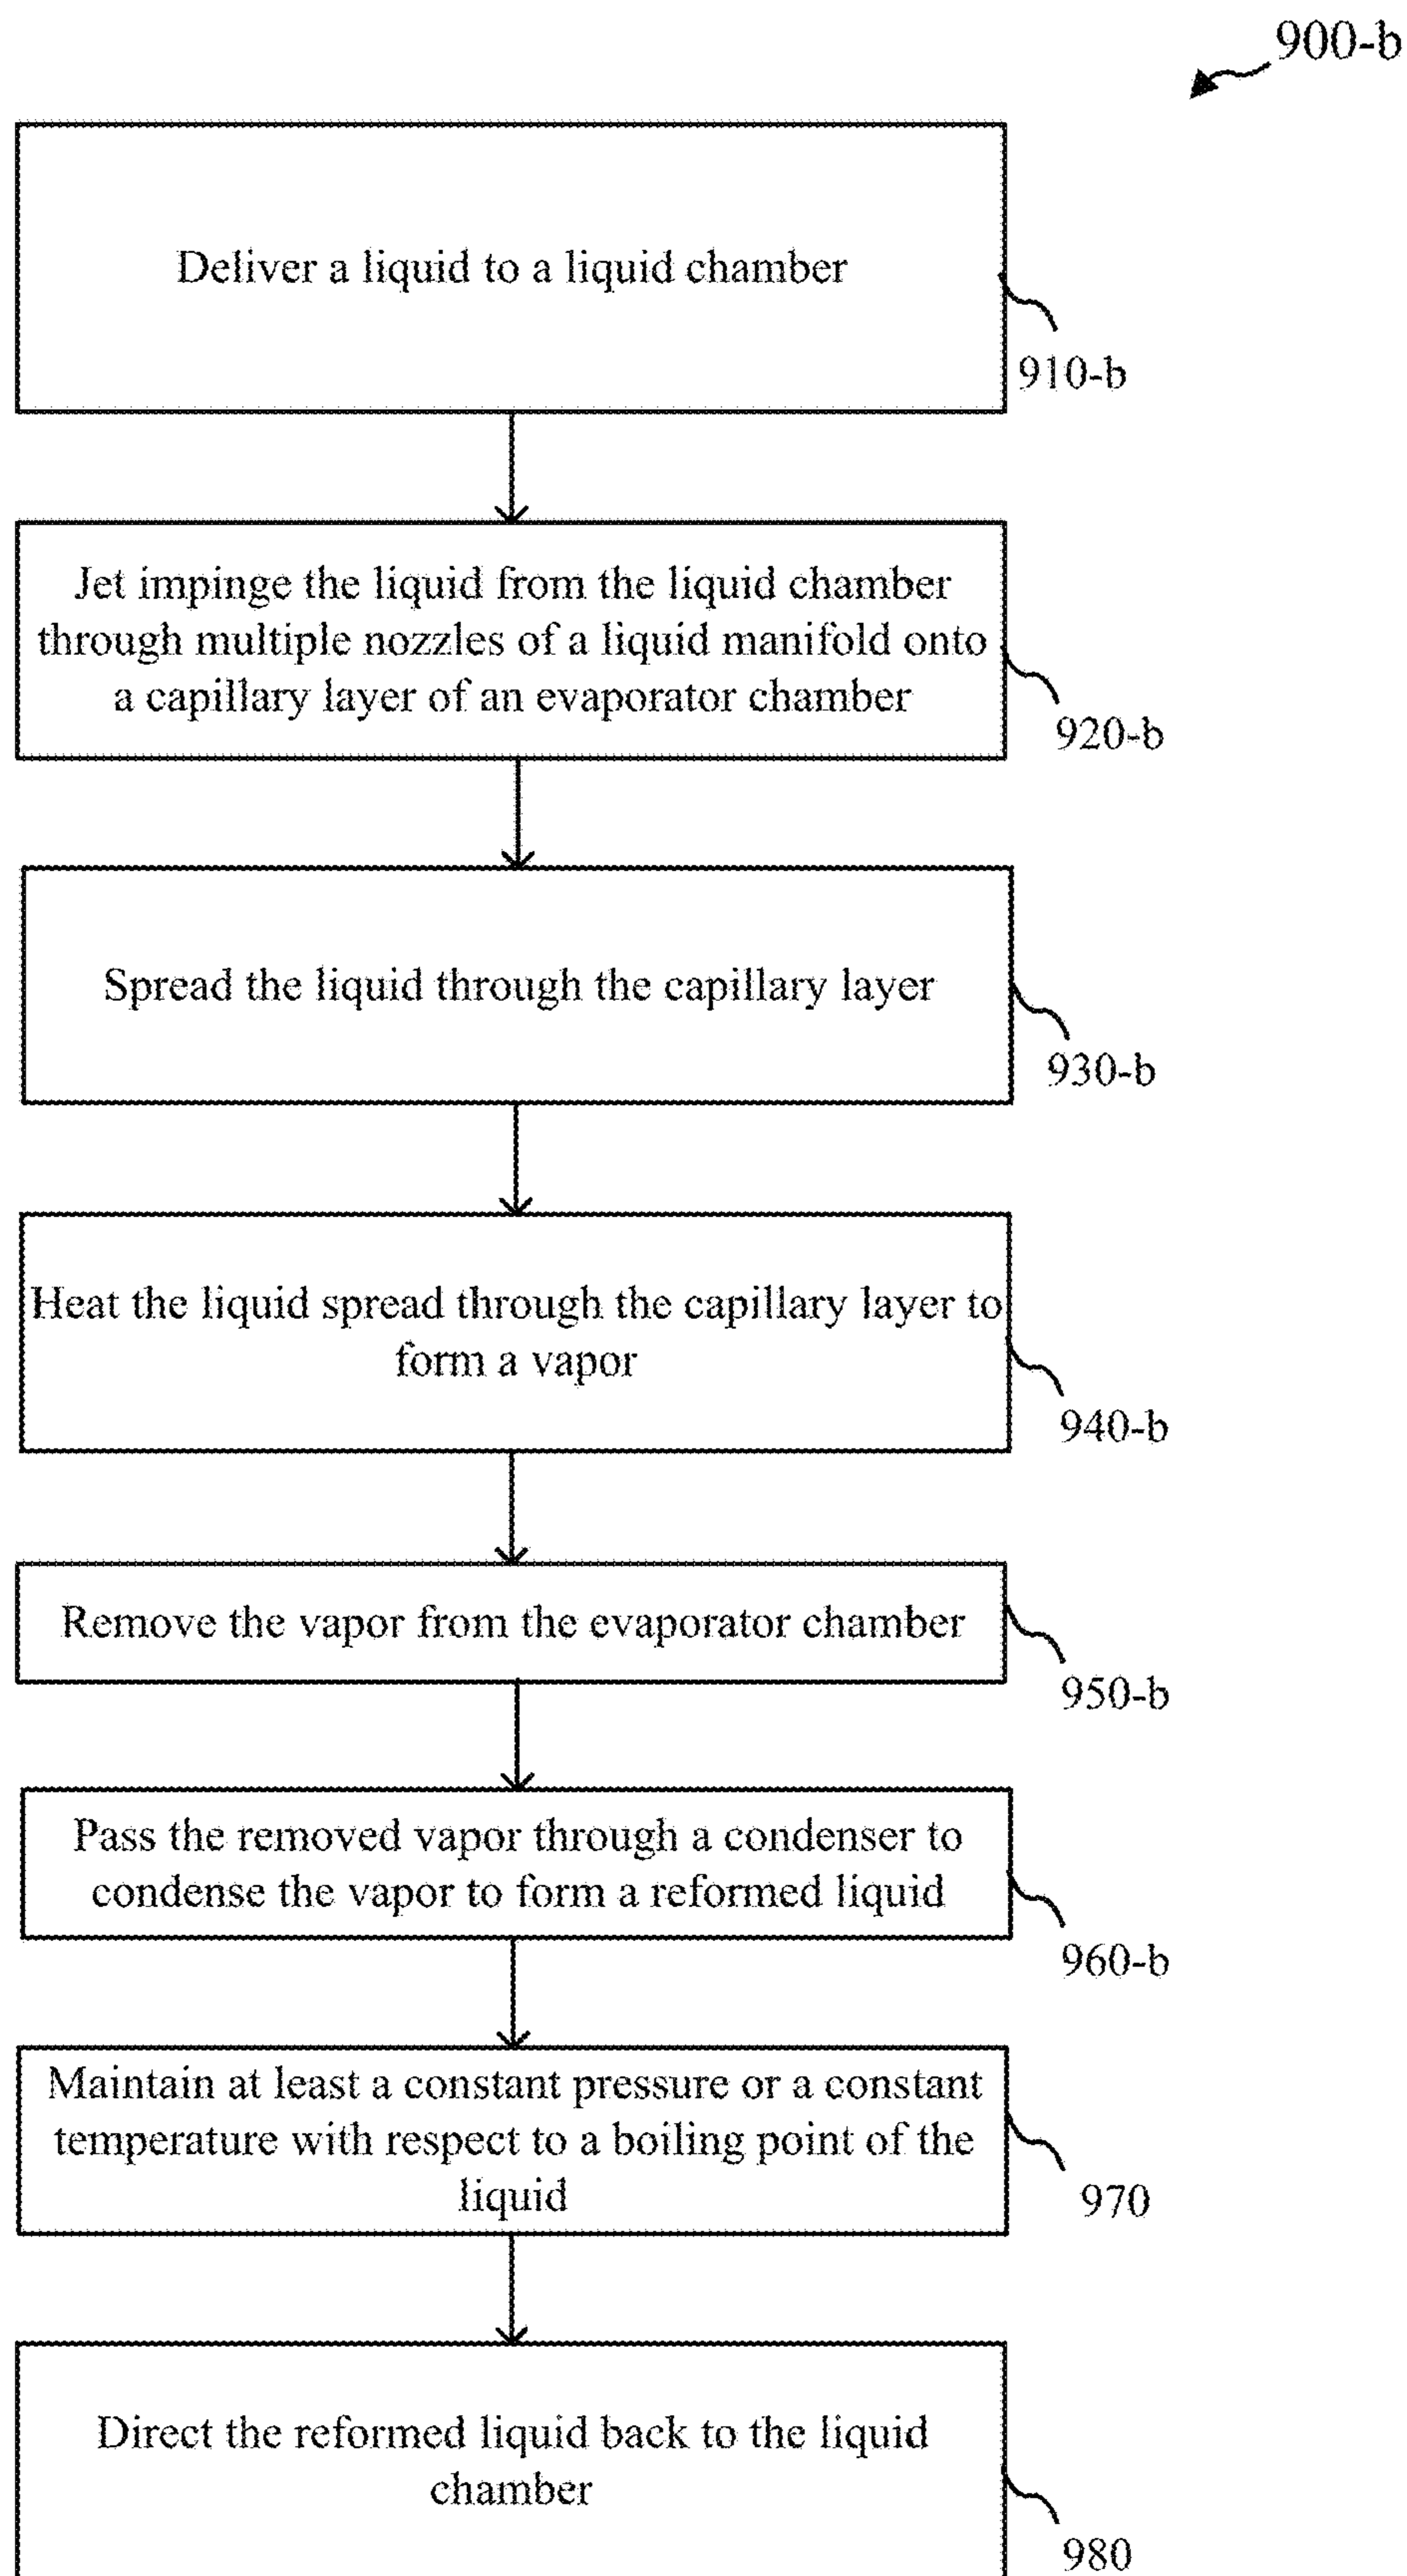 900-b
Deliver a liquid to a liquid chamber
910-b
Jet impinge the liquid from the liquid chamber
through multiple nozzles of a liquid manifold onto
a capillary layer of an evaporator chamber
920-b
Spread the liquid through the capillary layer
930-b
Heat the liquid spread through the capillary layer to
form a vapor
940-b
Remove the vapor from the evaporator chamber
950-b
Pass the removed vapor through a condenser to
condense the vapor to form a reformed liquid
960-b
Maintain at least a constant pressure or a constant
temperature with respect to a boiling point of the
liquid
970
Direct the reformed liquid back to the liquid
chamber
980